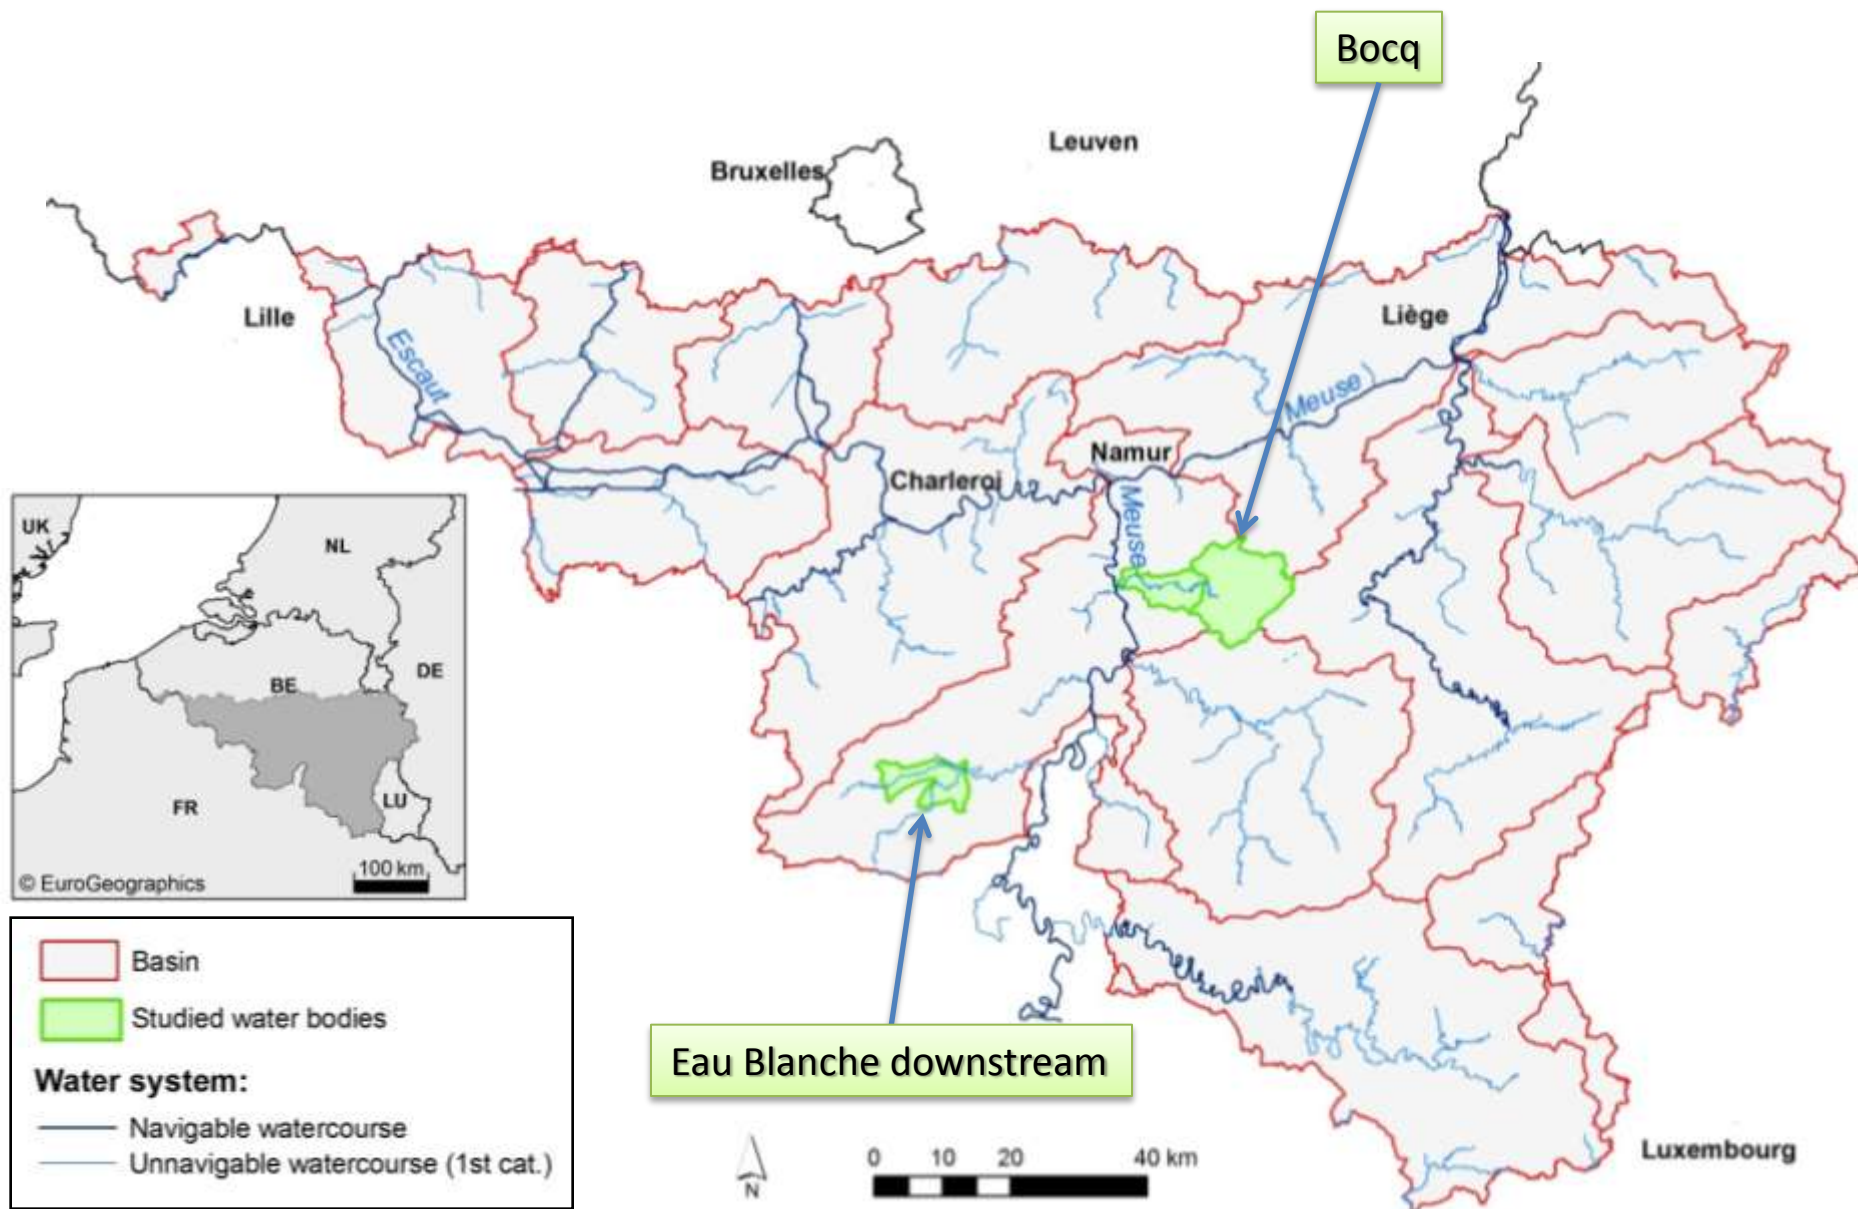 Bocq
Leuven
Bruxelles
Lille
Liège
Escaut
Meuse
Namur
Charleroi
Meuse
UK
NL
DE
BE
FR
LU
100 km
© EuroGeographics
Basin
Studied water bodies
Water system:
Navigable watercourse
Unnavigable watercourse (1st cat.)
Eau Blanche downstream
N
0 10 20 40 km
Luxembourg